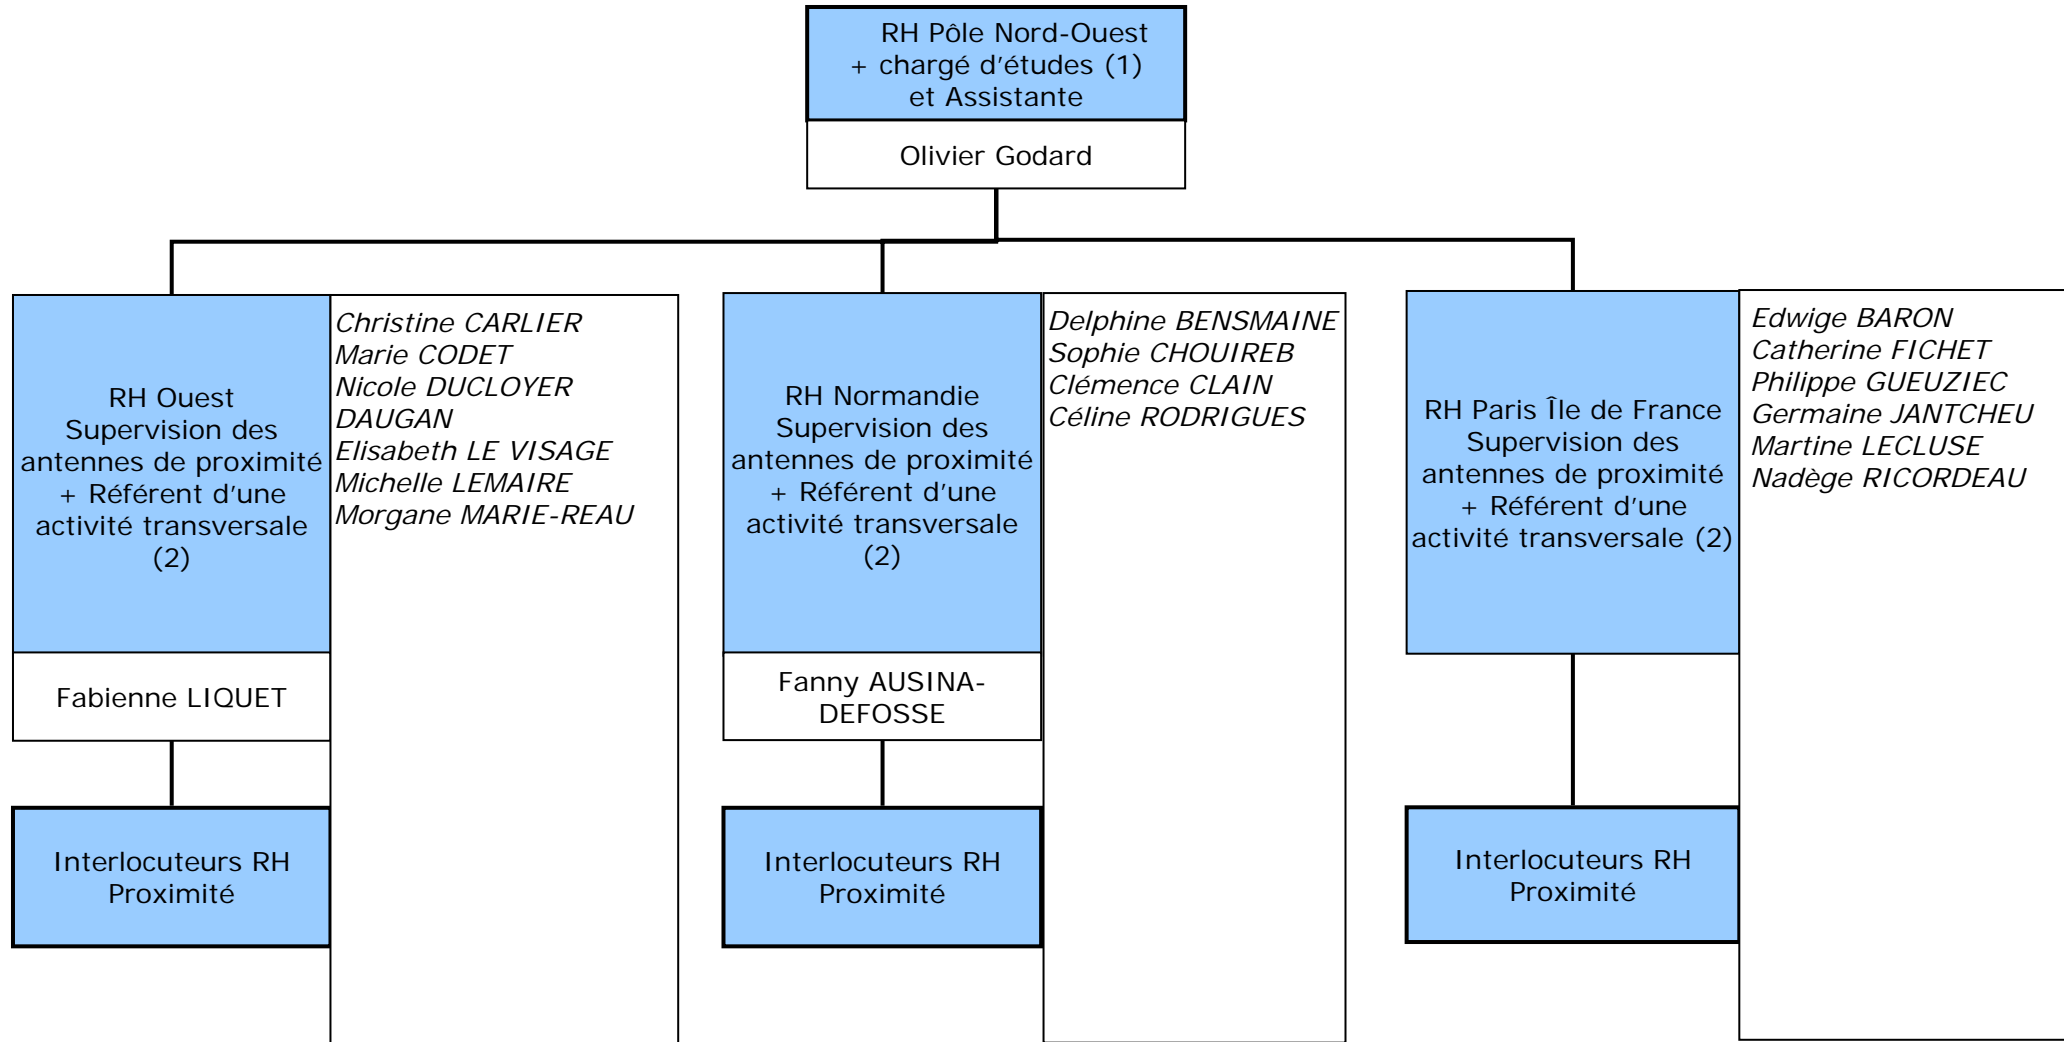 RH Pôle Nord-Ouest
+ chargé d'études (1)
et Assistante
Olivier Godard
RH Ouest
Supervision des
antennes de proximité
+ Référent d'une
activité transversale
(2)
Fabienne LIQUET
Interlocuteurs RH
Proximité
Christine CARLIER
Marie CODET
Nicole DUCLOYER
DAUGAN
Elisabeth LE VISAGE
Michelle LEMAIRE
Morgane MARIE-REAU
RH Normandie
Supervision des
antennes de proximité
+ Référent d'une
activité transversale
(2)
Fanny AUSINA-
DEFOSSE
Interlocuteurs RH
Proximité
Delphine BENSMAINE
Sophie CHOUIREB
Clémence CLAIN
Céline RODRIGUES
RH Paris Île de France
Supervision des
antennes de proximité
+ Référent d'une
activité transversale (2)
Interlocuteurs RH
Proximité
Edwige BARON
Catherine FICHET
Philippe GUEUZIEC
Germaine JANTCHEU
Martine LECLUSE
Nadège RICORDEAU